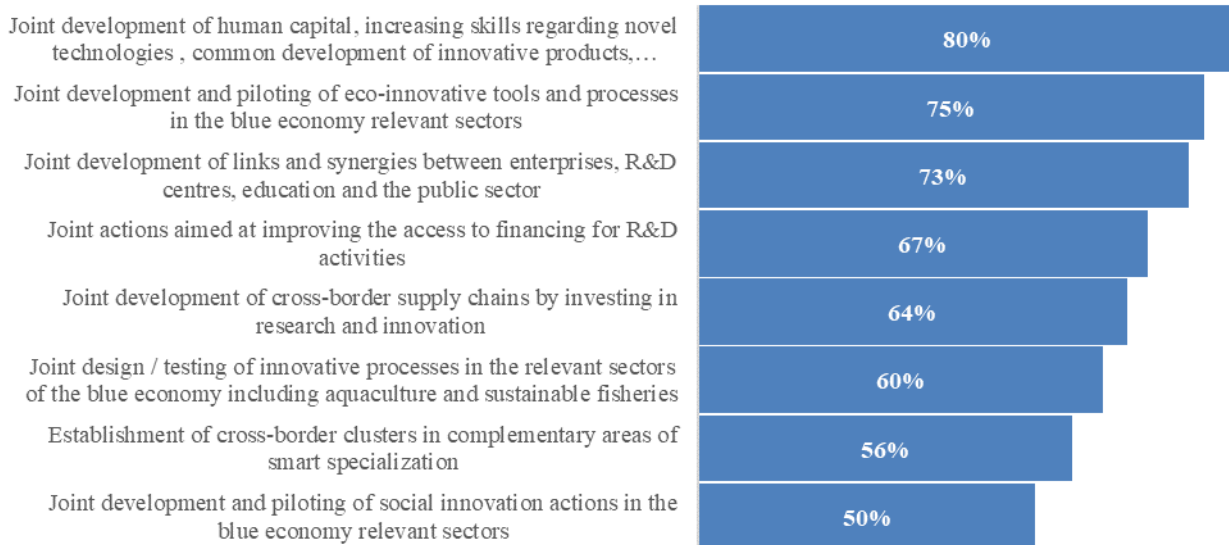 Joint development of human capital, increasing skills regarding novel
technologies , common development of innovative products,…
80%
Joint development and piloting of eco-innovative tools and processes
in the blue economy relevant sectors
75%
Joint development of links and synergies between enterprises, R&D
centres, education and the public sector
73%
Joint actions aimed at improving the access to financing for R&D
activities
67%
Joint development of cross-border supply chains by investing in
research and innovation
64%
Joint design / testing of innovative processes in the relevant sectors
of the blue economy including aquaculture and sustainable fisheries
60%
Establishment of cross-border clusters in complementary areas of
smart specialization
56%
Joint development and piloting of social innovation actions in the
blue economy relevant sectors
50%